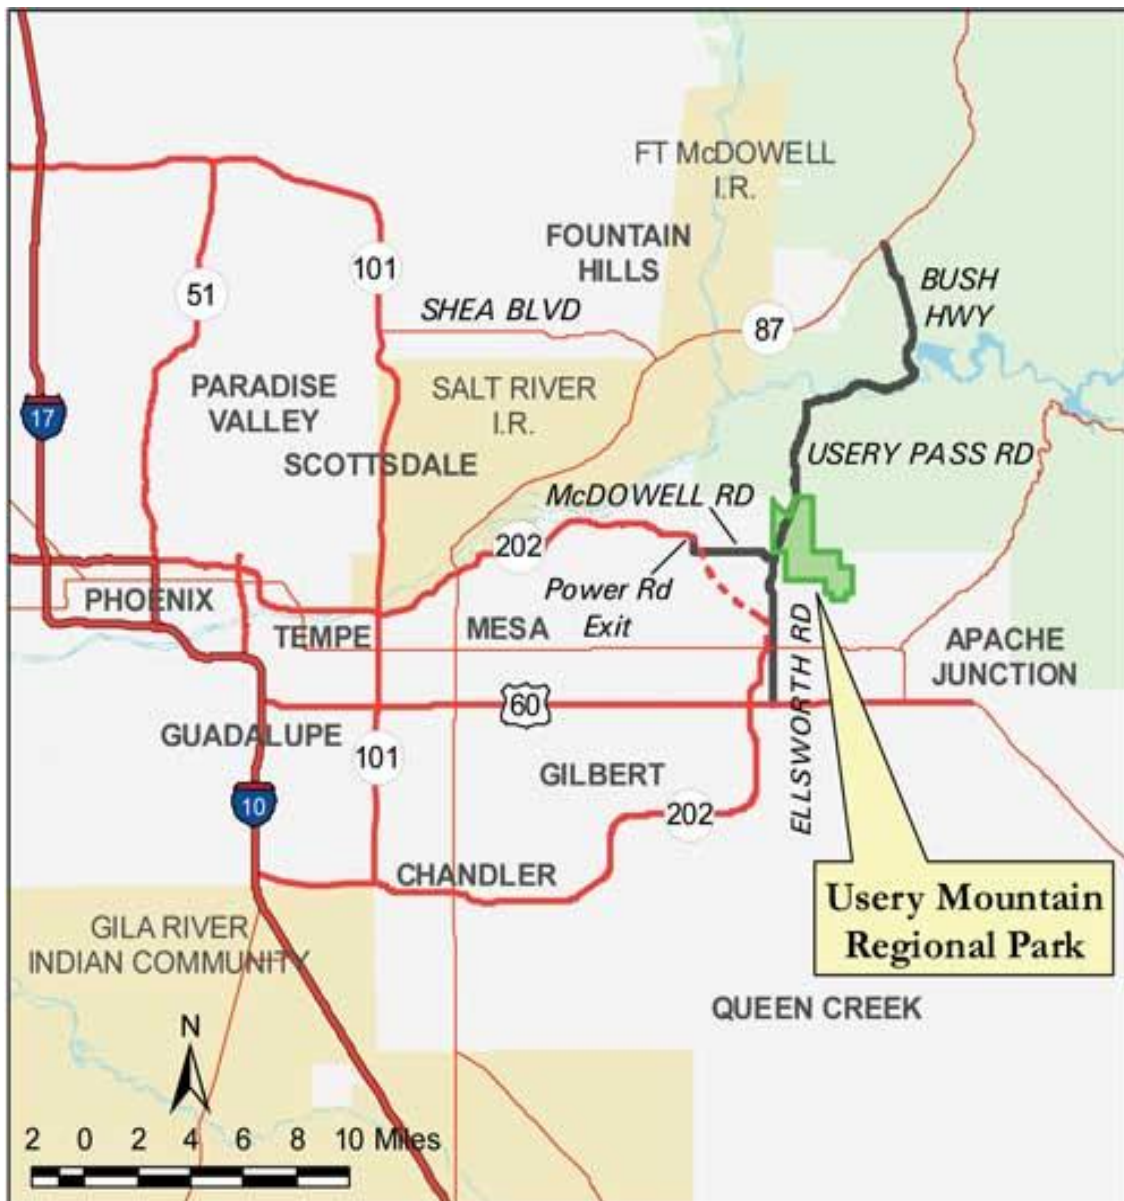 FT McDOWELL
I.R.
FOUNTAIN
HILLS
101
51
BUSH
HWY
SHEA BLVD
87
PARADISE
VALLEY
SALT RIVER
I.R.
17
SCOTTSDALE
USERY PASS RD
McDOWELL RD
202
PHOENIX
Power Rd
Exit
TEMPE
MESA
APACHE
JUNCTION
ELLSWORTH RD
60
GUADALUPE
101
GILBERT
10
202
CHANDLER
Usery Mountain
Regional Park
GILA RIVER
INDIAN COMMUNITY
QUEEN CREEK
N
2 0 2 4 6 8 10 Miles